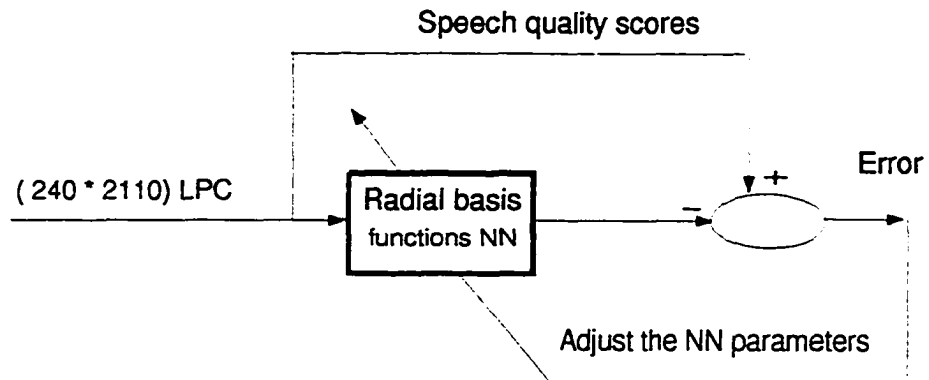 Speech quality scores
Error
( 240 * 2110) LPC
+
Radial basis
functions NN
−
Adjust the NN parameters